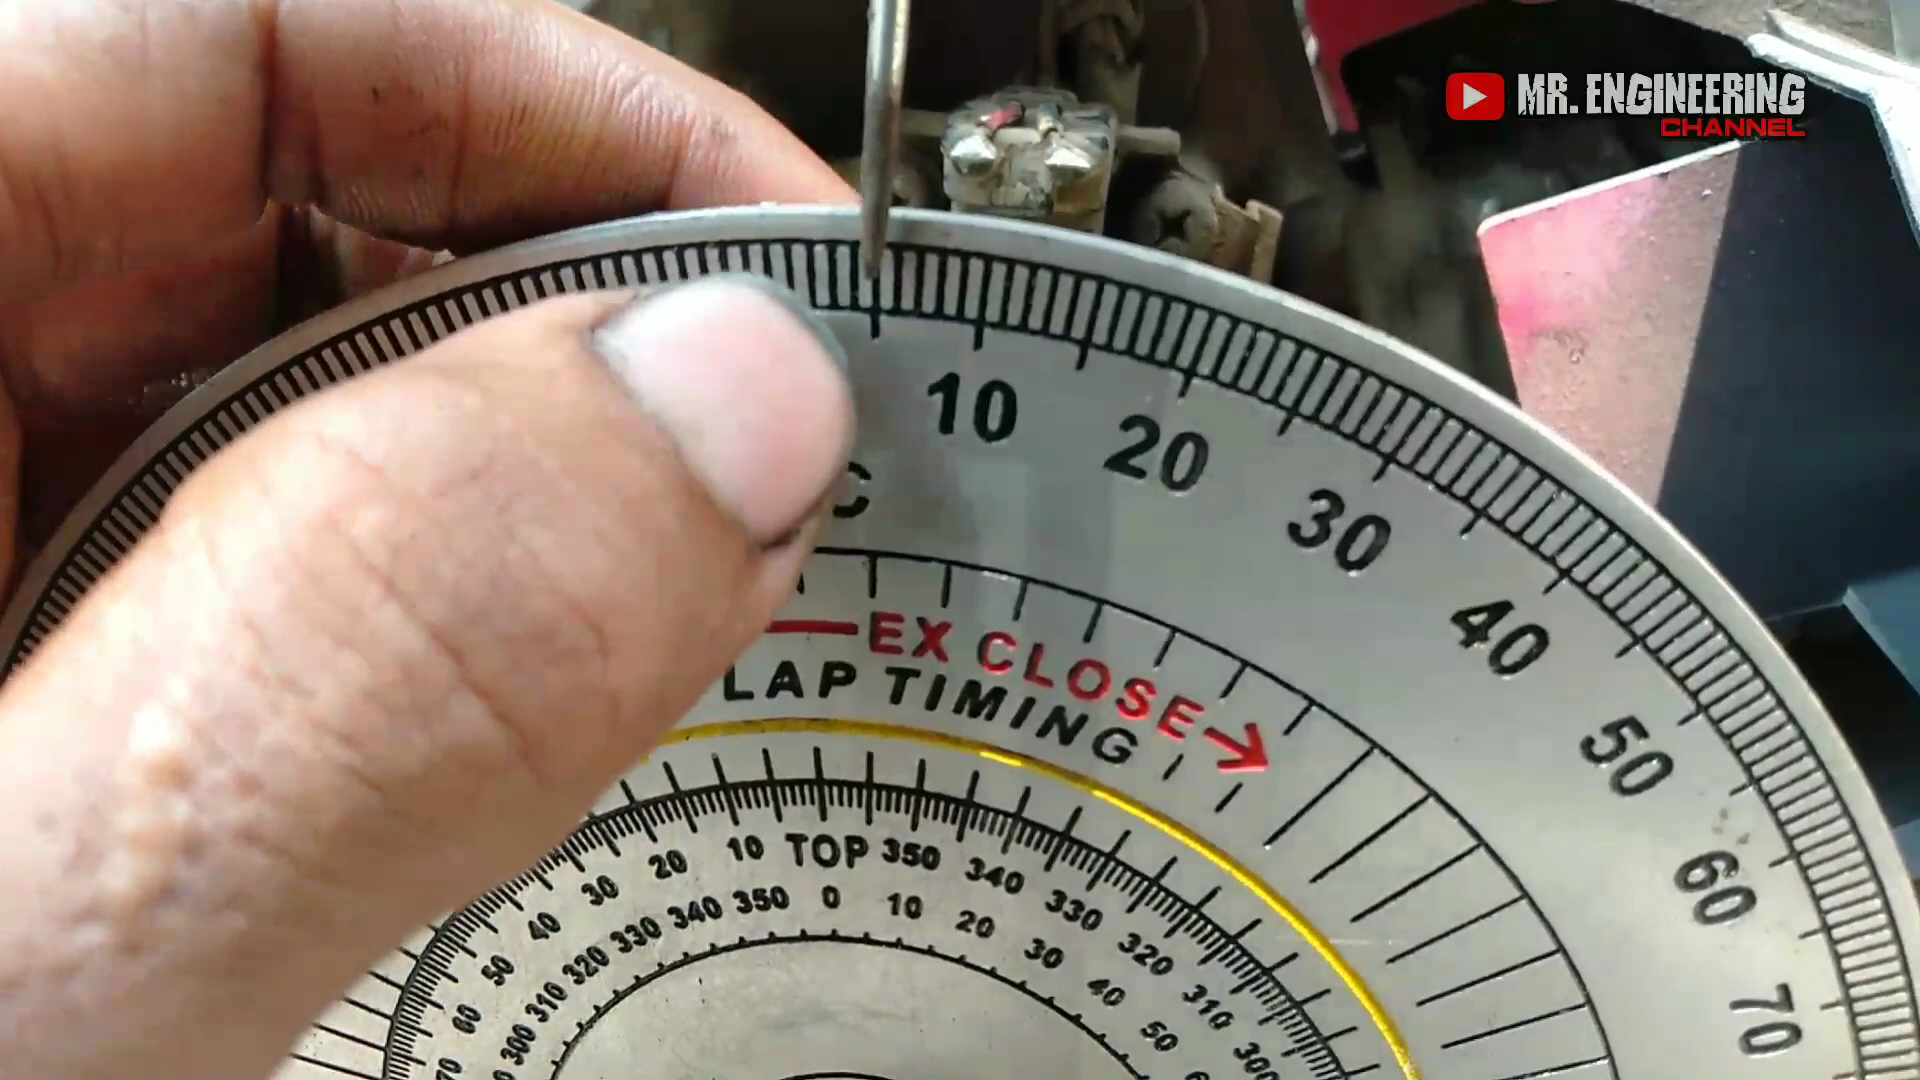 MR. ENGINEERING
CHANNEL
10
20
30
40
50
60
70
C
EX CLOSE
LAP TIMING
60 50 40 30 20 10 TOP 350 340 330 320 310 300
300 310 320 330 340 350 0 10 20 30 40 50